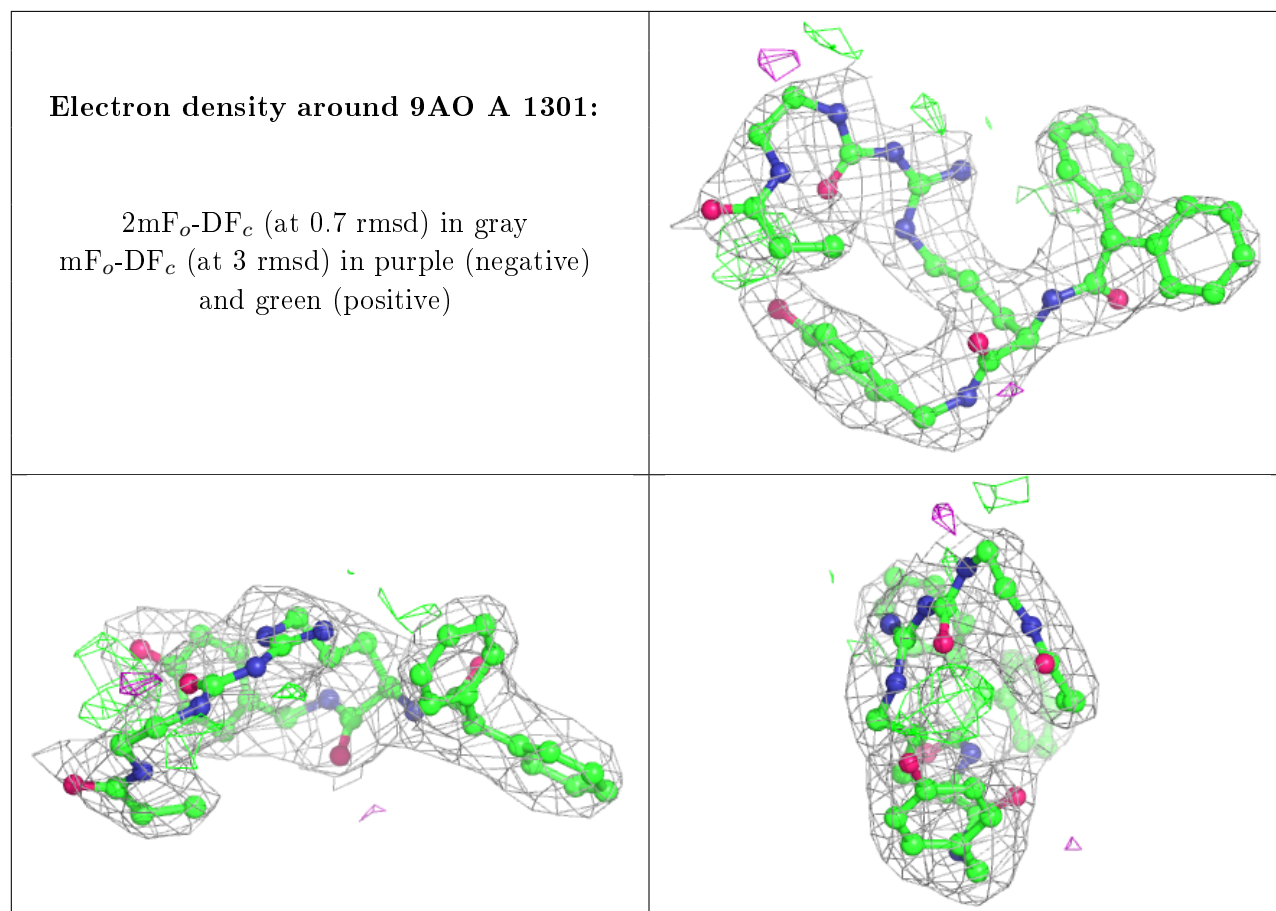 Electron density around 9AO A 1301:
2mFo-DFc (at 0.7 rmsd) in gray
mFo-DFc (at 3 rmsd) in purple (negative)
and green (positive)